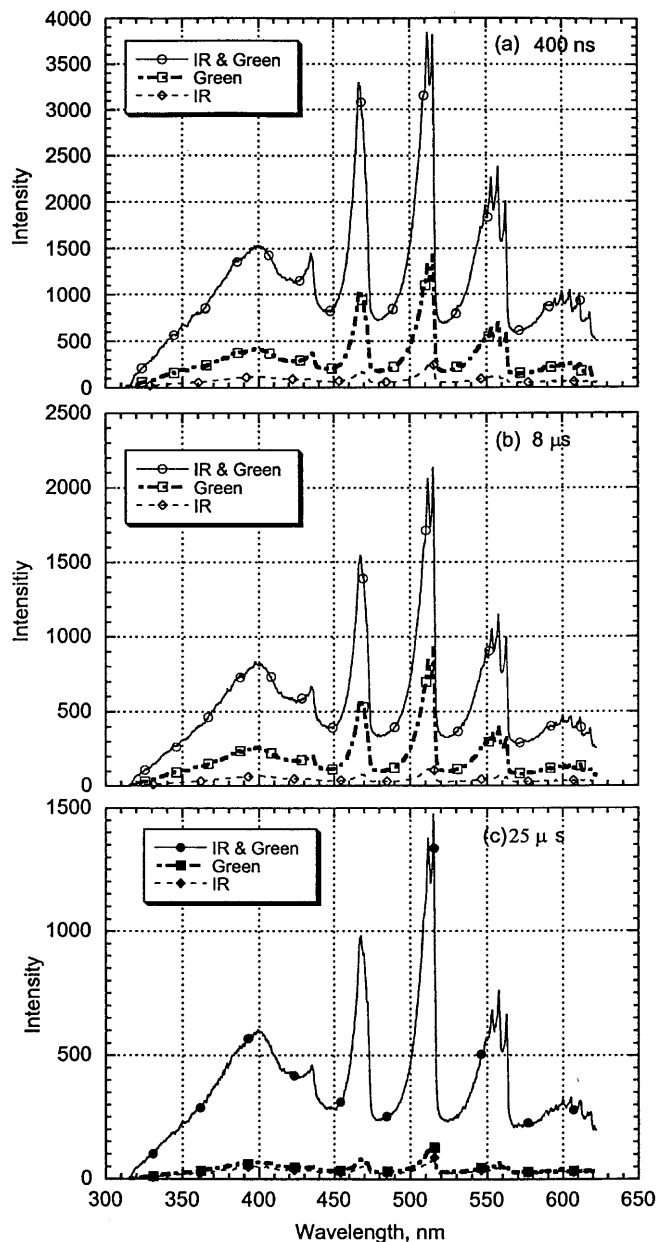 4000
3500
3000
2500
2000
1500
1000
500
0
Intensity
IR & Green
Green
IR
(a) 400 ns
2500
2000
1500
1000
500
0
Intensitiy
IR & Green
Green
IR
(b) 8 μs
1500
1000
500
0
Intensity
IR & Green
Green
IR
(c)25 μ s
300 350 400 450 500 550 600 650
Wavelength, nm